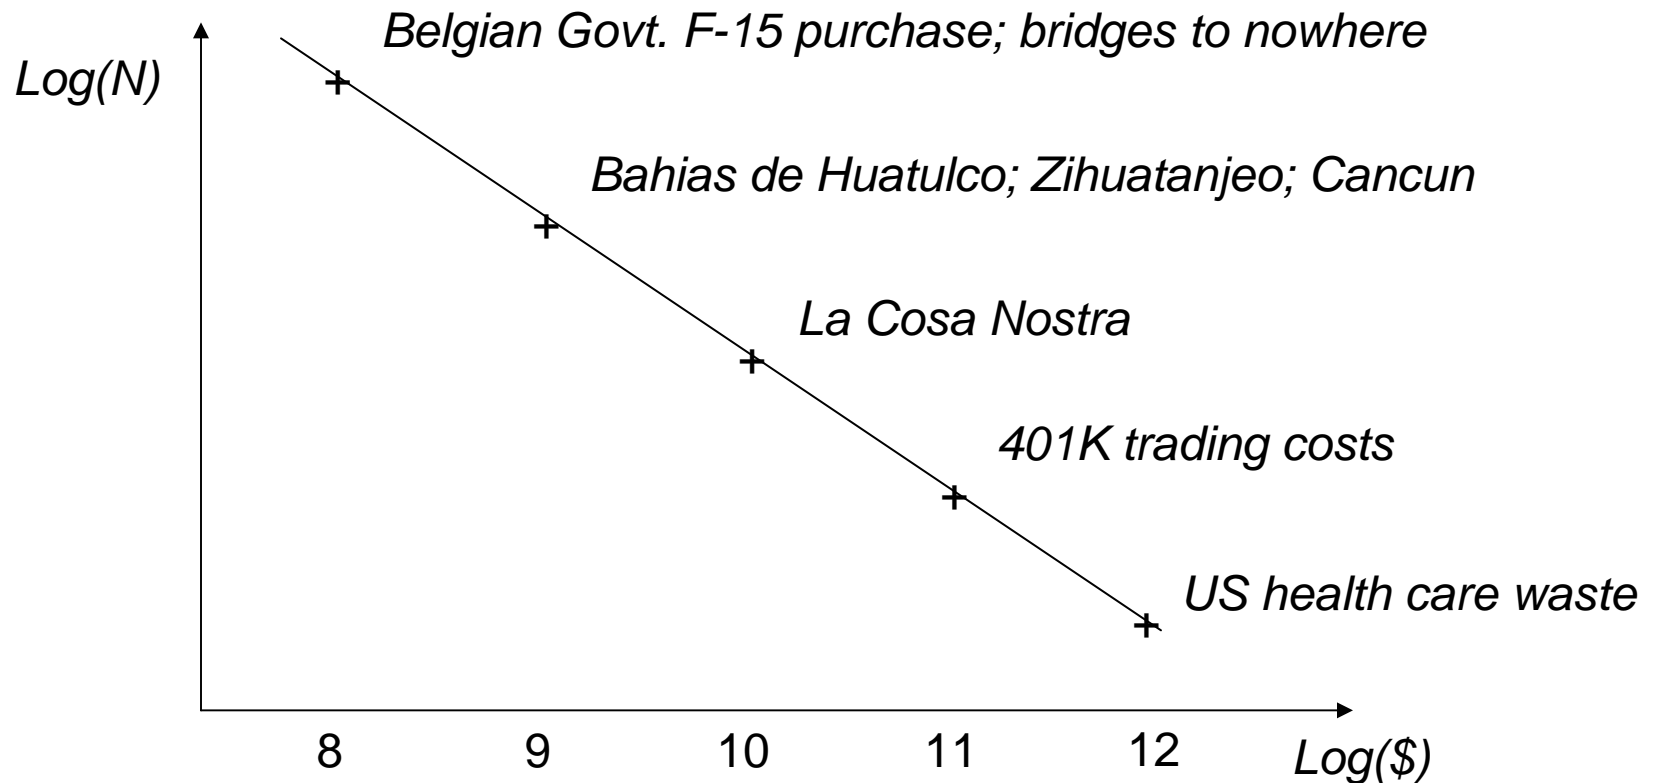 Belgian Govt. F-15 purchase; bridges to nowhere
Log(N)
Bahias de Huatulco; Zihuatanjeo; Cancun
La Cosa Nostra
401K trading costs
US health care waste
8 9 10 11 12 Log($)